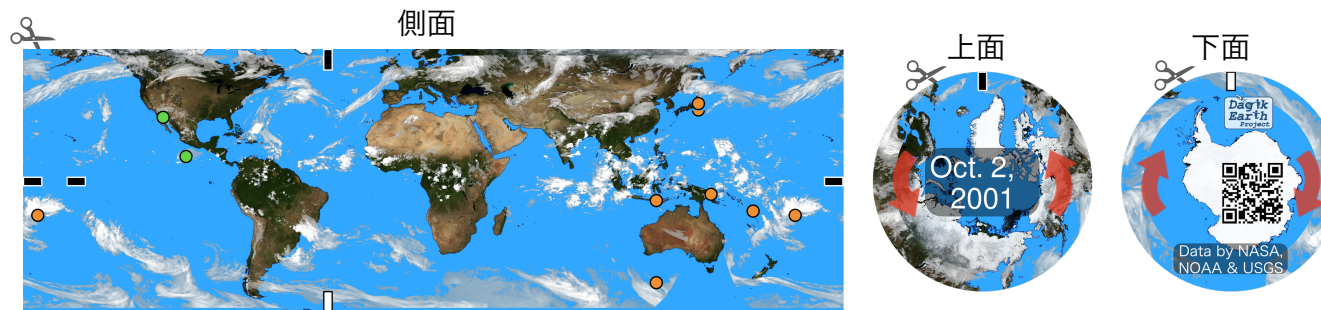 側面
上面
下面
Oct. 2,
2001
Dagik
Earth
Project
Data by NASA,
NOAA & USGS